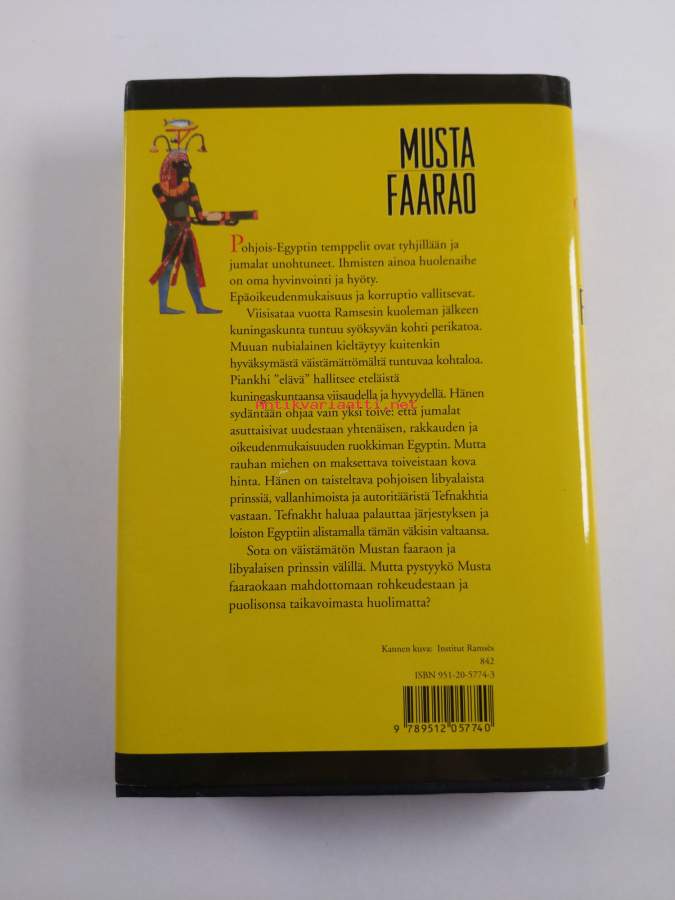 MUSTA
FAARAO
Pohjois-Egyptin temppelit ovat tyhjillään ja
jumalat unohtuneet. Ihmisten ainoa huolenaihe
on oma hyvinvointi ja hyöty.
Epäoikeudenmukaisuus ja korruptio vallitsevat.
Viisisataa vuotta Ramsesin kuoleman jälkeen
kuningaskunta tuntuu syöksyvän kohti perikatoa.
Muuan nubialainen kieltäytyy kuitenkin
hyväksymästä väistämättömältä tuntuvaa kohtaloa.
Piankhi ”elävä” hallitsee eteläistä
kuningaskuntaansa viisaudella ja hyvyydellä. Hänen
Antikvariaatti.net
sydäntään ohjaa vain yksi toive: että jumalat
asuttaisivat uudestaan yhtenäisen, rakkauden ja
oikeudenmukaisuuden ruokkiman Egyptin. Mutta
rauhan miehen on maksettava toiveistaan kova
hinta. Hänen on taisteltava pohjoisen libyalaista
prinssiä, vallanhimoista ja autoritääristä Tefnakhtia
vastaan. Tefnakht haluaa palauttaa järjestyksen ja
loiston Egyptiin alistamalla tämän väkisin valtaansa.
Sota on väistämätön Mustan faaraon ja
libyalaisen prinssin välillä. Mutta pystyykö Musta
faaraokaan mahdottomaan rohkeudestaan ja
puolisonsa taikavoimasta huolimatta?
Kannen kuva: Institut Ramsès
842
ISBN 951-20-5774-3
9 789512 057740